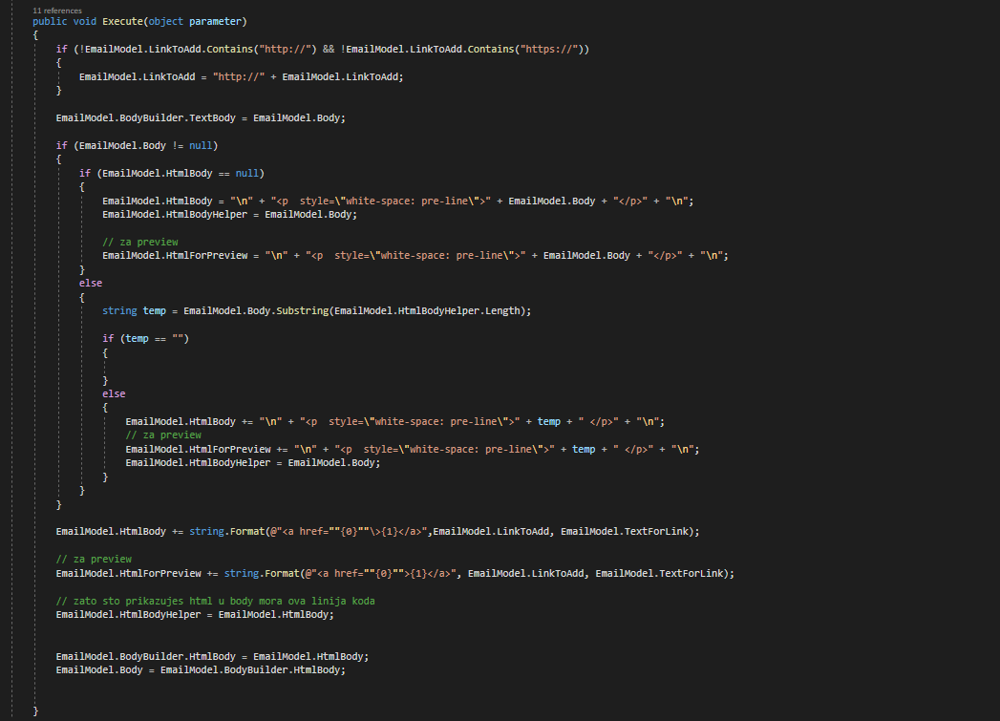 11 references
public void Execute(object parameter)
{
if (!EmailModel.LinkToAdd.Contains("http://") && !EmailModel.LinkToAdd.Contains("https://"))
{
EmailModel.LinkToAdd = "http://" + EmailModel.LinkToAdd;
}
EmailModel.BodyBuilder.TextBody = EmailModel.Body;
if (EmailModel.Body != null)
{
if (EmailModel.HtmlBody == null)
{
EmailModel.HtmlBody = "\n" + "<p  style=\"white-space: pre-line\">" + EmailModel.Body + "</p>" + "\n";
EmailModel.HtmlBodyHelper = EmailModel.Body;
// za preview
EmailModel.HtmlForPreview = "\n" + "<p  style=\"white-space: pre-line\">" + EmailModel.Body + "</p>" + "\n";
}
else
{
string temp = EmailModel.Body.Substring(EmailModel.HtmlBodyHelper.Length);
if (temp == "")
{
}
else
{
EmailModel.HtmlBody += "\n" + "<p  style=\"white-space: pre-line\">" + temp + " </p>" + "\n";
// za preview
EmailModel.HtmlForPreview += "\n" + "<p  style=\"white-space: pre-line\">" + temp + " </p>" + "\n";
EmailModel.HtmlBodyHelper = EmailModel.Body;
}
}
}
EmailModel.HtmlBody += string.Format(@"<a href=""{0}""\>{1}</a>",EmailModel.LinkToAdd, EmailModel.TextForLink);
// za preview
EmailModel.HtmlForPreview += string.Format(@"<a href=""{0}"">{1}</a>", EmailModel.LinkToAdd, EmailModel.TextForLink);
// zato sto prikazujes html u body mora ova linija koda
EmailModel.HtmlBodyHelper = EmailModel.HtmlBody;
EmailModel.BodyBuilder.HtmlBody = EmailModel.HtmlBody;
EmailModel.Body = EmailModel.BodyBuilder.HtmlBody;
}